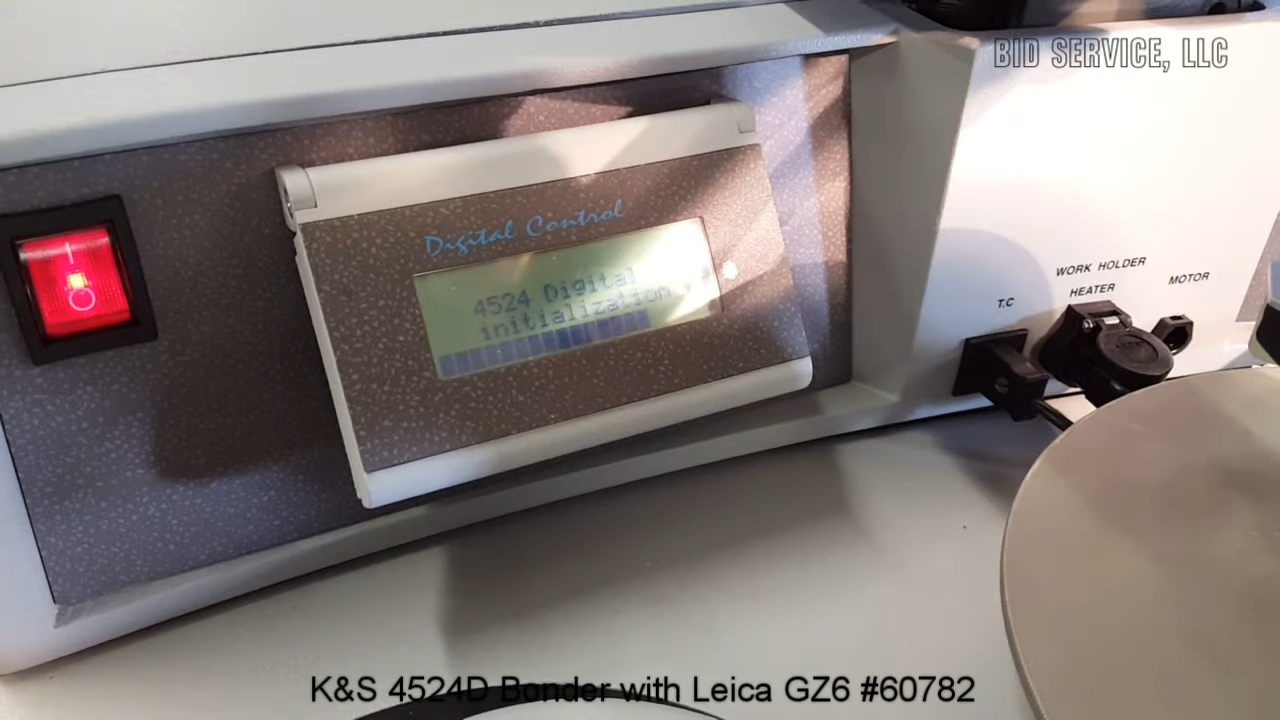 BID SERVICE, LLC
Digital Control
4524 Digital
initialization
T.C
WORK HOLDER
HEATER
MOTOR
K&S 4524D Bonder with Leica GZ6 #60782